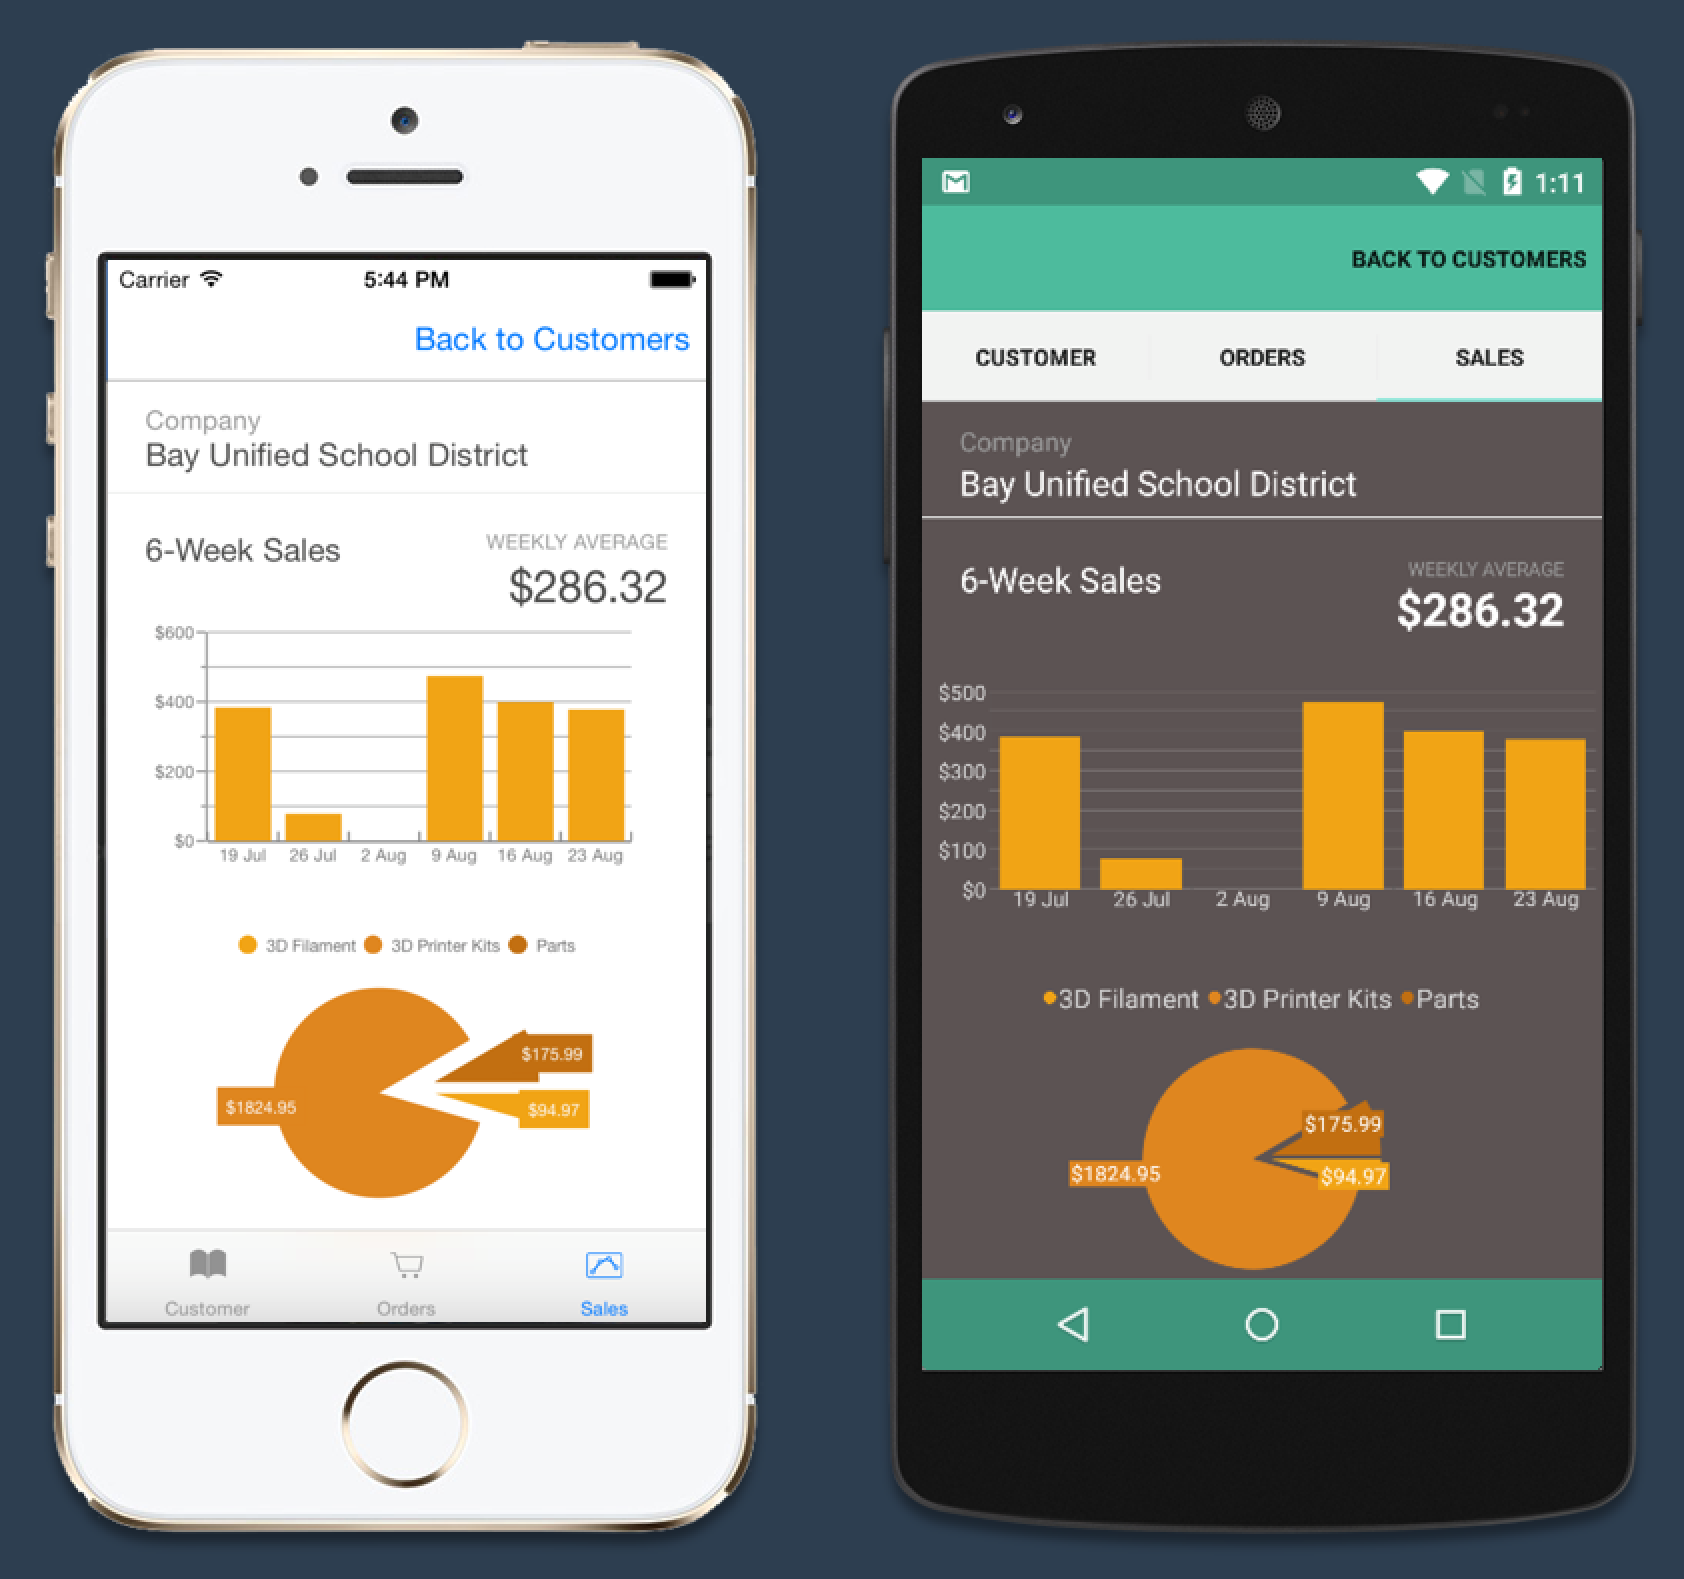 Carrier 5:44 PM
Back to Customers
Company
Bay Unified School District
6-Week Sales
WEEKLY AVERAGE
$286.32
$600
$400
$200
$0
19 Jul 26 Jul 2 Aug 9 Aug 16 Aug 23 Aug
3D Filament 3D Printer Kits Parts
$175.99
$1824.95
$94.97
Customer Orders Sales
1:11
BACK TO CUSTOMERS
CUSTOMER ORDERS SALES
Company
Bay Unified School District
6-Week Sales
WEEKLY AVERAGE
$286.32
$500
$400
$300
$200
$100
$0
19 Jul 26 Jul 2 Aug 9 Aug 16 Aug 23 Aug
3D Filament 3D Printer Kits Parts
$175.99
$1824.95
$94.97